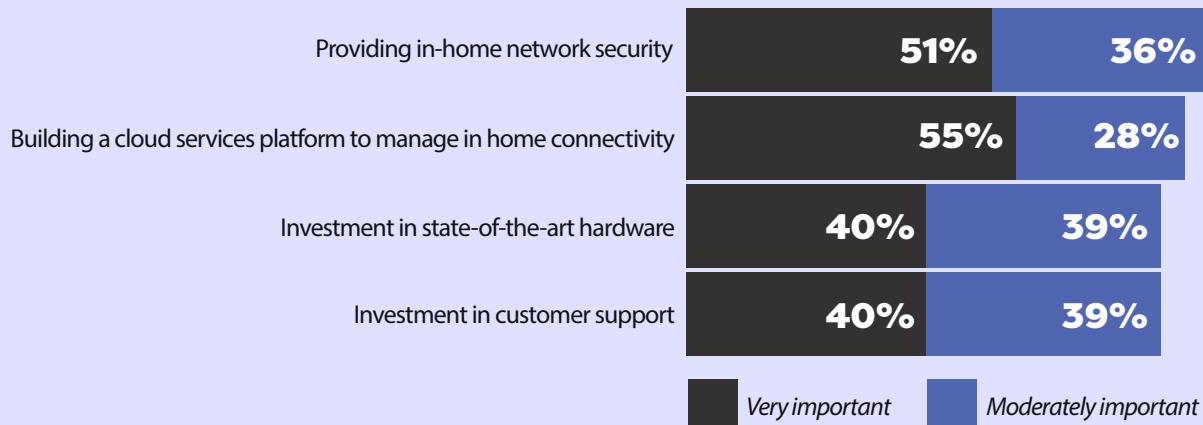 Providing in-home network security 51% 36%
Building a cloud services platform to manage in home connectivity 55% 28%
Investment in state-of-the-art hardware 40% 39%
Investment in customer support 40% 39%
Very important Moderately important